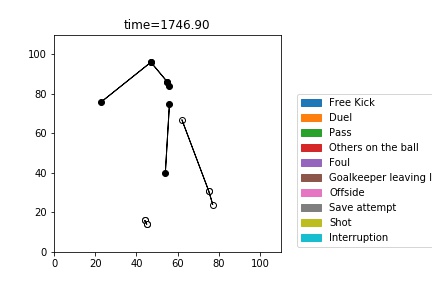 time=1746.90
100
80
60
40
20
0
0 20 40 60 80 100
Free Kick
Duel
Pass
Others on the ball
Foul
Goalkeeper leaving l
Offside
Save attempt
Shot
Interruption